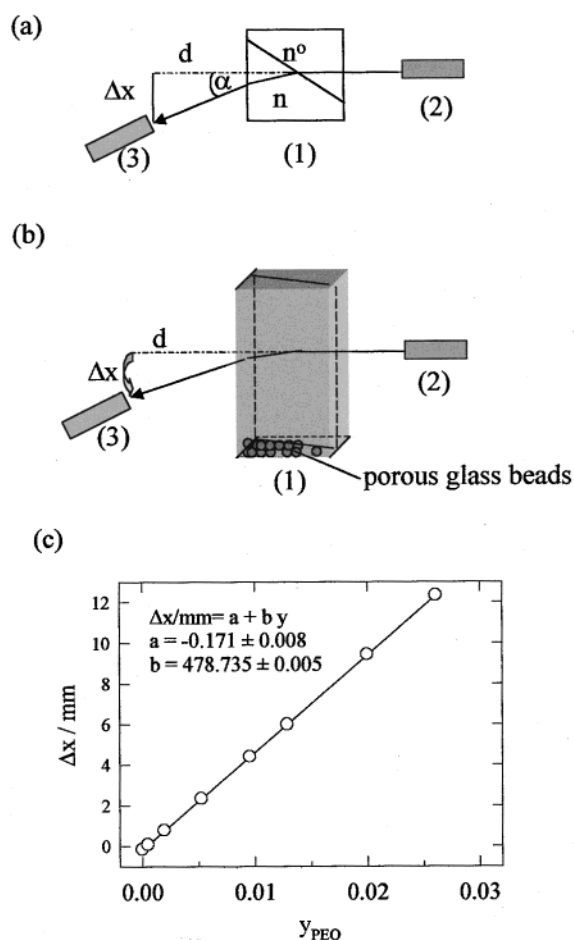 (a)
d
n°
Δx
α
n
(2)
(3)
(1)
(b)
d
Δx
(2)
(3)
(1)
porous glass beads
(c)
12
Δx/mm= a + b y
a = -0.171 ± 0.008
10
b = 478.735 ± 0.005
8
6
4
2
0
Δx / mm
0.00
0.01
0.02
0.03
y_PEO